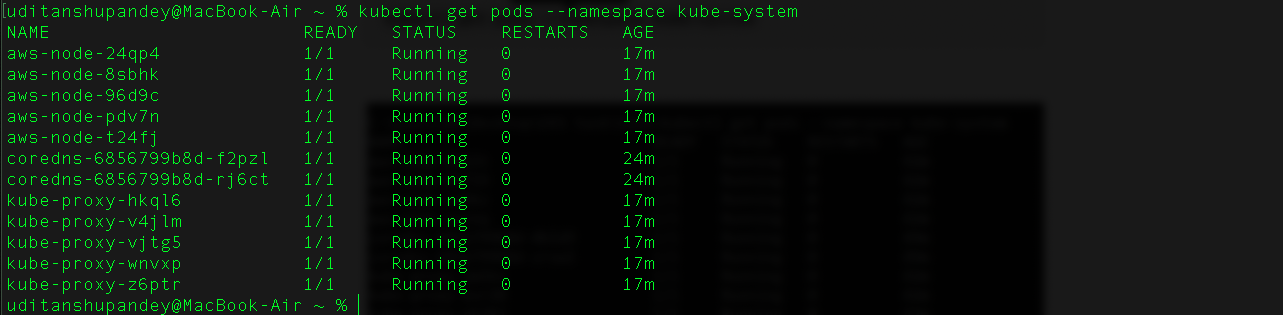 uditanshupandey@MacBook-Air ~ % kubectl get pods --namespace kube-system
NAME READY STATUS RESTARTS AGE
aws-node-24qp4 1/1 Running 0 17m
aws-node-8sbhk 1/1 Running 0 17m
aws-node-96d9c 1/1 Running 0 17m
aws-node-pdv7n 1/1 Running 0 17m
aws-node-t24fj 1/1 Running 0 17m
coredns-6856799b8d-f2pzl 1/1 Running 0 24m
coredns-6856799b8d-rj6ct 1/1 Running 0 24m
kube-proxy-hkql6 1/1 Running 0 17m
kube-proxy-v4jlm 1/1 Running 0 17m
kube-proxy-vjtg5 1/1 Running 0 17m
kube-proxy-wnvxp 1/1 Running 0 17m
kube-proxy-z6ptr 1/1 Running 0 17m
uditanshupandey@MacBook-Air ~ %